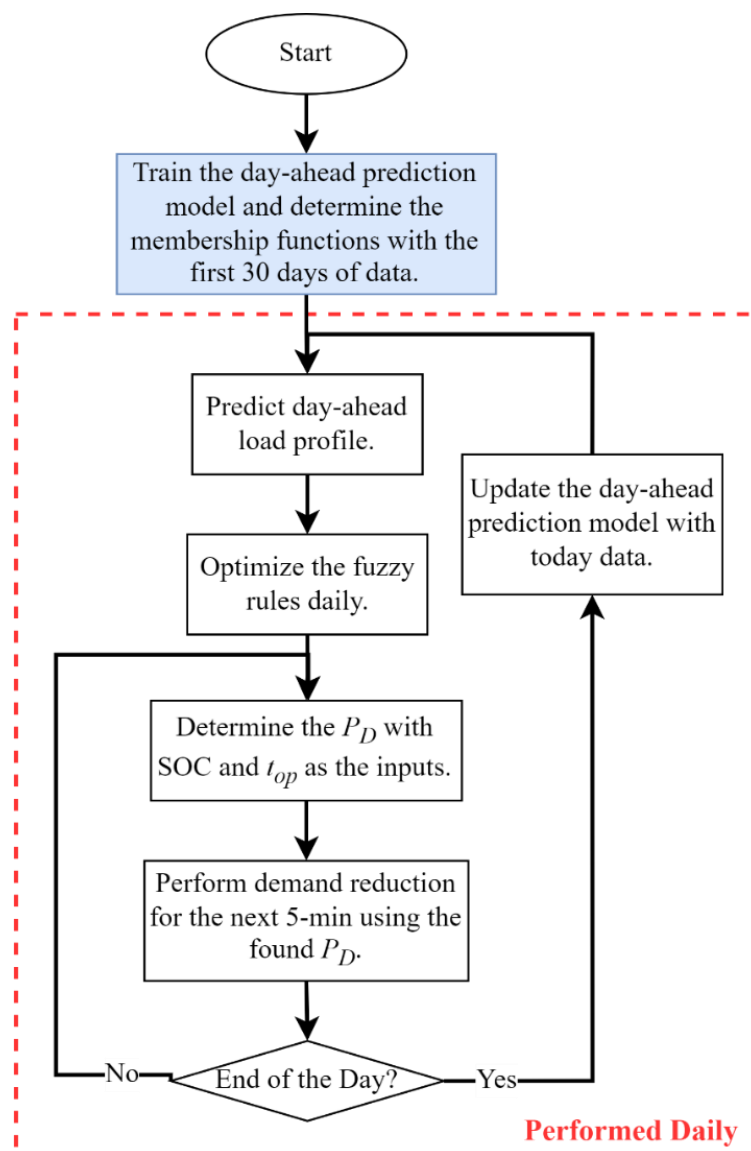 Start
Train the day-ahead prediction
model and determine the
membership functions with the
first 30 days of data.
Predict day-ahead
load profile.
Update the day-ahead
prediction model with
today data.
Optimize the fuzzy
rules daily.
Determine the P_D with
SOC and t_op as the inputs.
Perform demand reduction
for the next 5-min using the
found P_D.
No
End of the Day?
Yes
Performed Daily